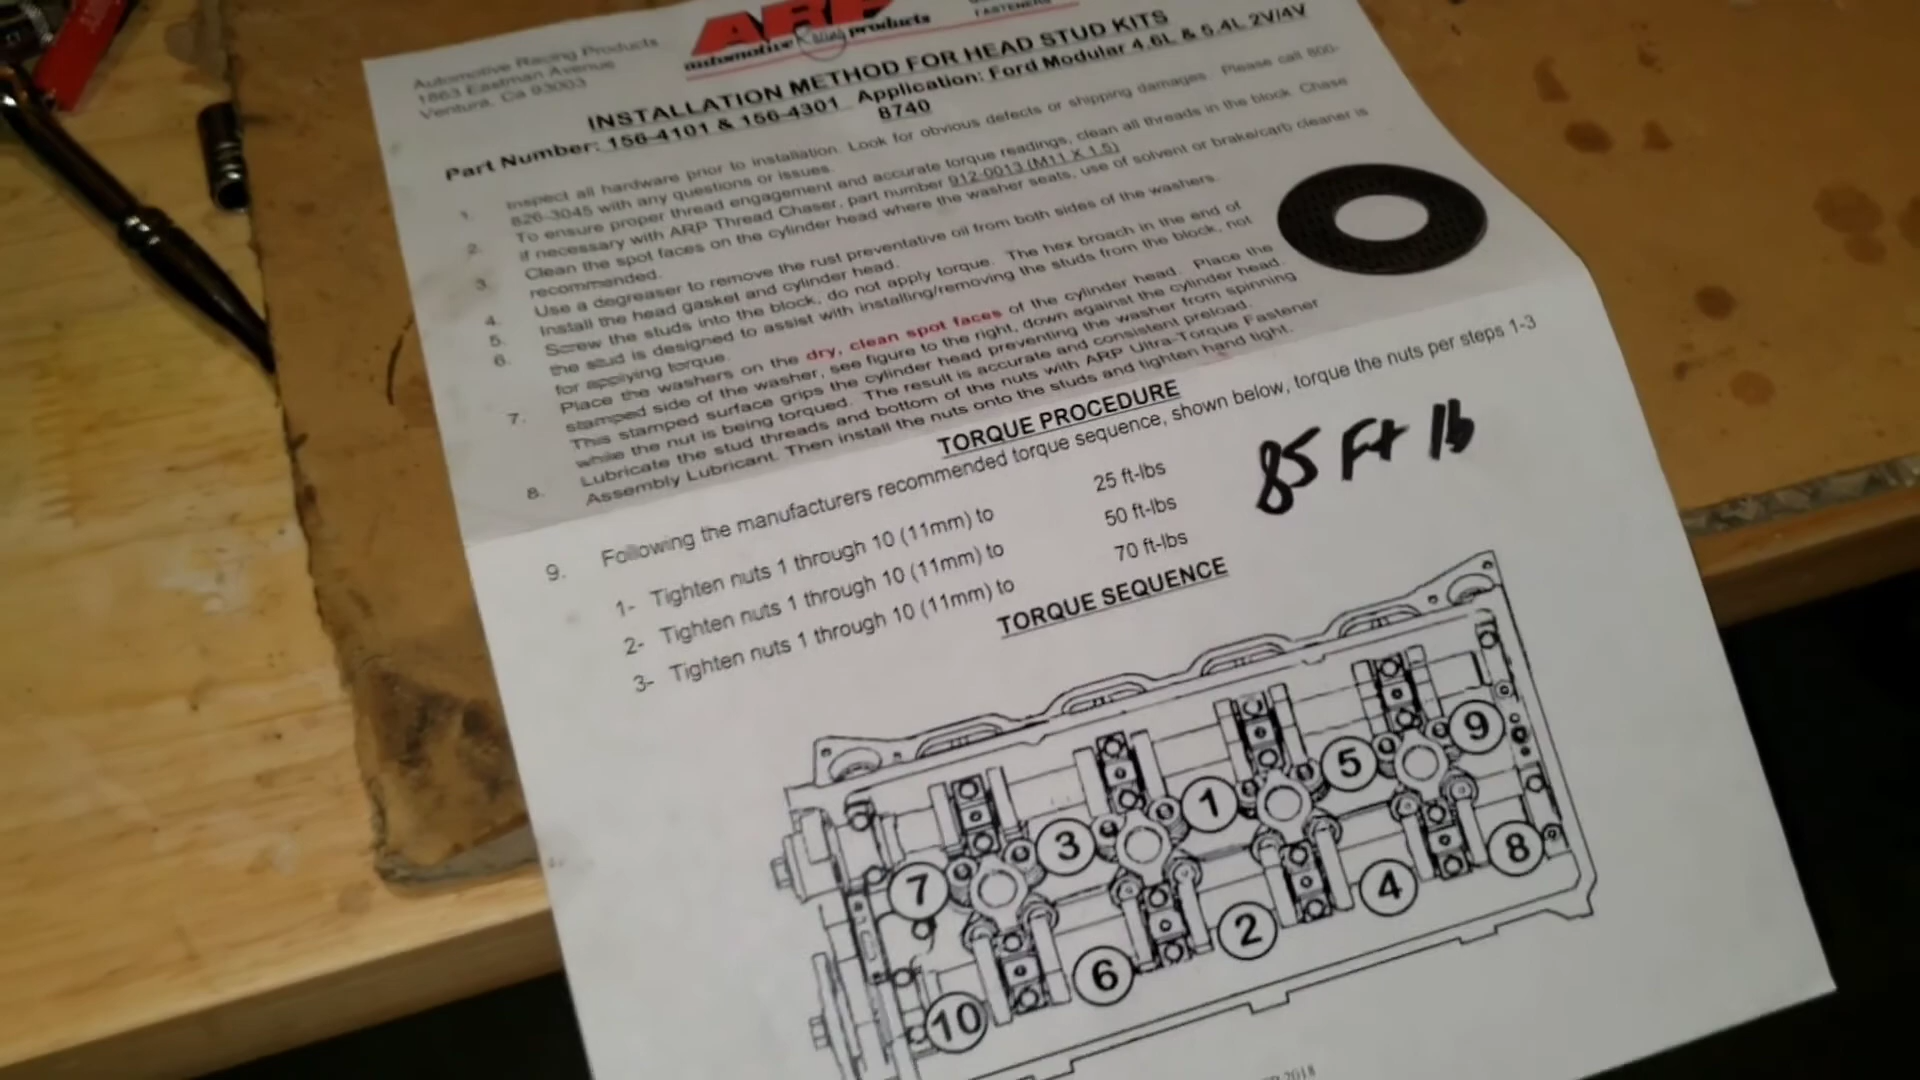 Automotive Racing Products
1863 Eastman Avenue
Ventura, Ca 93003
ARP
automotive Racing products
FASTENERS
INSTALLATION METHOD FOR HEAD STUD KITS
Part Number: 156-4101 & 156-4301 Application: Ford Modular 4.6L & 5.4L 2V/4V
8740
1. Inspect all hardware prior to installation. Look for obvious defects or shipping damages. Please call 800-
826-3045 with any questions or issues.
2. To ensure proper thread engagement and accurate torque readings, clean all threads in the block. Chase
if necessary with ARP Thread Chaser, part number 912-0013 (M11 X 1.5)
3. Clean the spot faces on the cylinder head where the washer seats, use of solvent or brake/carb cleaner is
recommended.
4. Use a degreaser to remove the rust preventative oil from both sides of the washers.
5. Install the head gasket and cylinder head.
6. Screw the studs into the block, do not apply torque. The hex broach in the end of
the stud is designed to assist with installing/removing the studs from the block, not
for applying torque.
7. Place the washers on the dry, clean spot faces of the cylinder head. Place the
stamped side of the washer, see figure to the right, down against the cylinder head.
This stamped surface grips the cylinder head preventing the washer from spinning
while the nut is being torqued. The result is accurate and consistent preload.
8. Lubricate the stud threads and bottom of the nuts with ARP Ultra-Torque Fastener
Assembly Lubricant. Then install the nuts onto the studs and tighten hand tight.
TORQUE PROCEDURE
9. Following the manufacturers recommended torque sequence, shown below, torque the nuts per steps 1-3
1- Tighten nuts 1 through 10 (11mm) to 25 ft-lbs
2- Tighten nuts 1 through 10 (11mm) to 50 ft-lbs
3- Tighten nuts 1 through 10 (11mm) to 70 ft-lbs
85 Ft lb
TORQUE SEQUENCE
7 3 1 5 9
10 6 2 4 8
2018